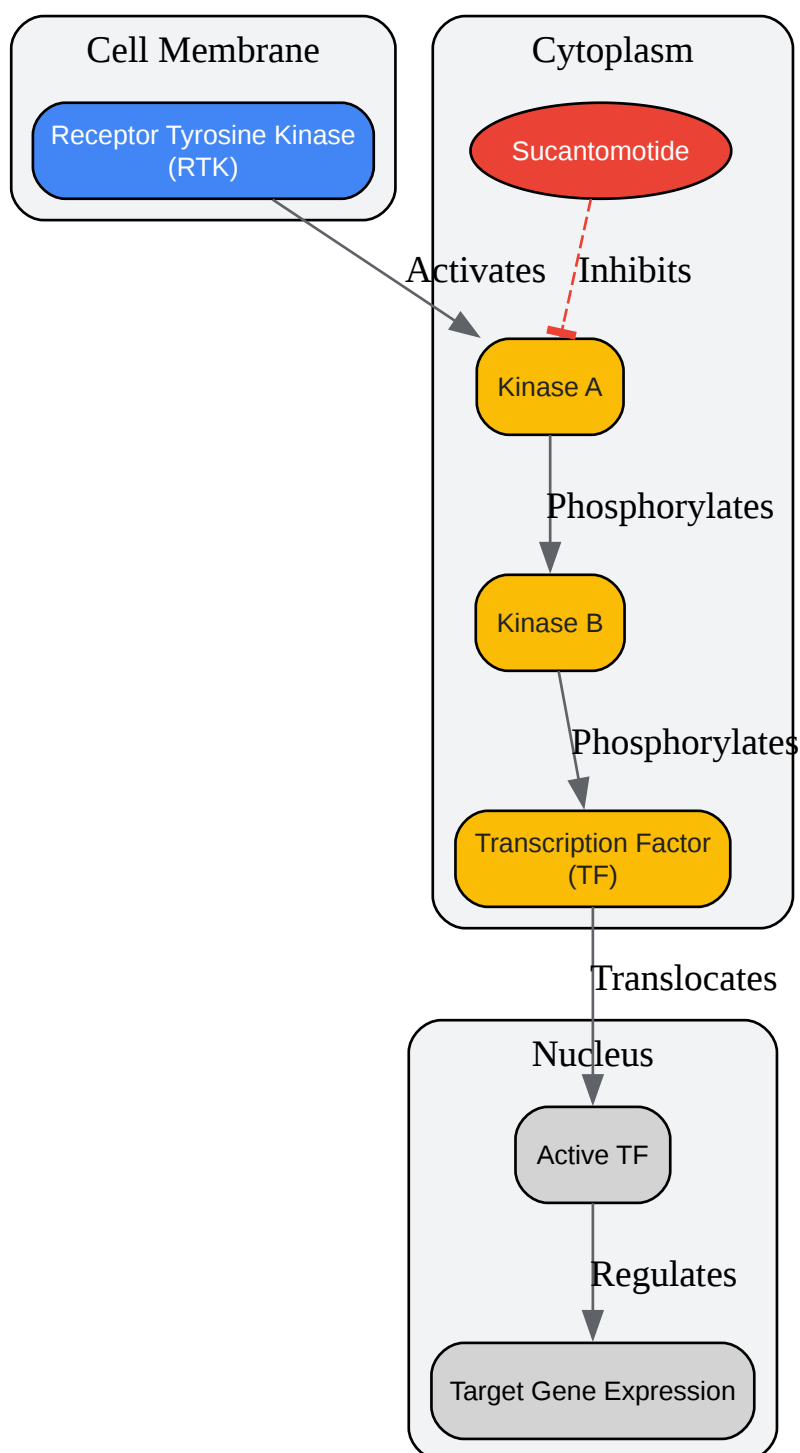 Cell Membrane
Receptor Tyrosine Kinase
(RTK)
Cytoplasm
Sucantomotide
Activates
Inhibits
Kinase A
Phosphorylates
Kinase B
Phosphorylates
Transcription Factor
(TF)
Translocates
Nucleus
Active TF
Regulates
Target Gene Expression